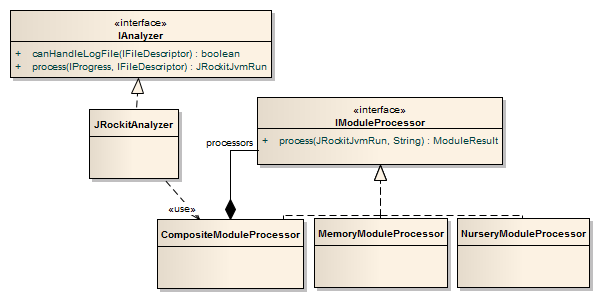 «interface»
IAnalyzer
+ canHandleLogFile(IFileDescriptor) : boolean
+ process(IProgress, IFileDescriptor) : JRockitJvmRun
JRockitAnalyzer
«interface»
IModuleProcessor
+ process(JRockitJvmRun, String) : ModuleResult
processors
«use»
CompositeModuleProcessor
MemoryModuleProcessor
NurseryModuleProcessor